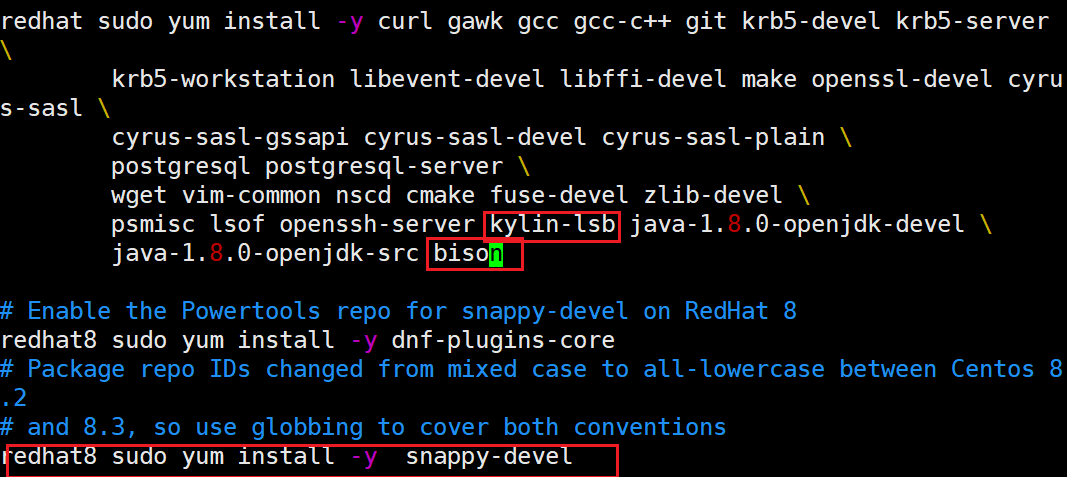 redhat sudo yum install -y curl gawk gcc gcc-c++ git krb5-devel krb5-server
\
krb5-workstation libevent-devel libffi-devel make openssl-devel cyru
s-sasl \
cyrus-sasl-gssapi cyrus-sasl-devel cyrus-sasl-plain \
postgresql postgresql-server \
wget vim-common nscd cmake fuse-devel zlib-devel \
psmisc lsof openssh-server kylin-lsb java-1.8.0-openjdk-devel \
java-1.8.0-openjdk-src bison
# Enable the Powertools repo for snappy-devel on RedHat 8
redhat8 sudo yum install -y dnf-plugins-core
# Package repo IDs changed from mixed case to all-lowercase between Centos 8
.2
# and 8.3, so use globbing to cover both conventions
redhat8 sudo yum install -y  snappy-devel